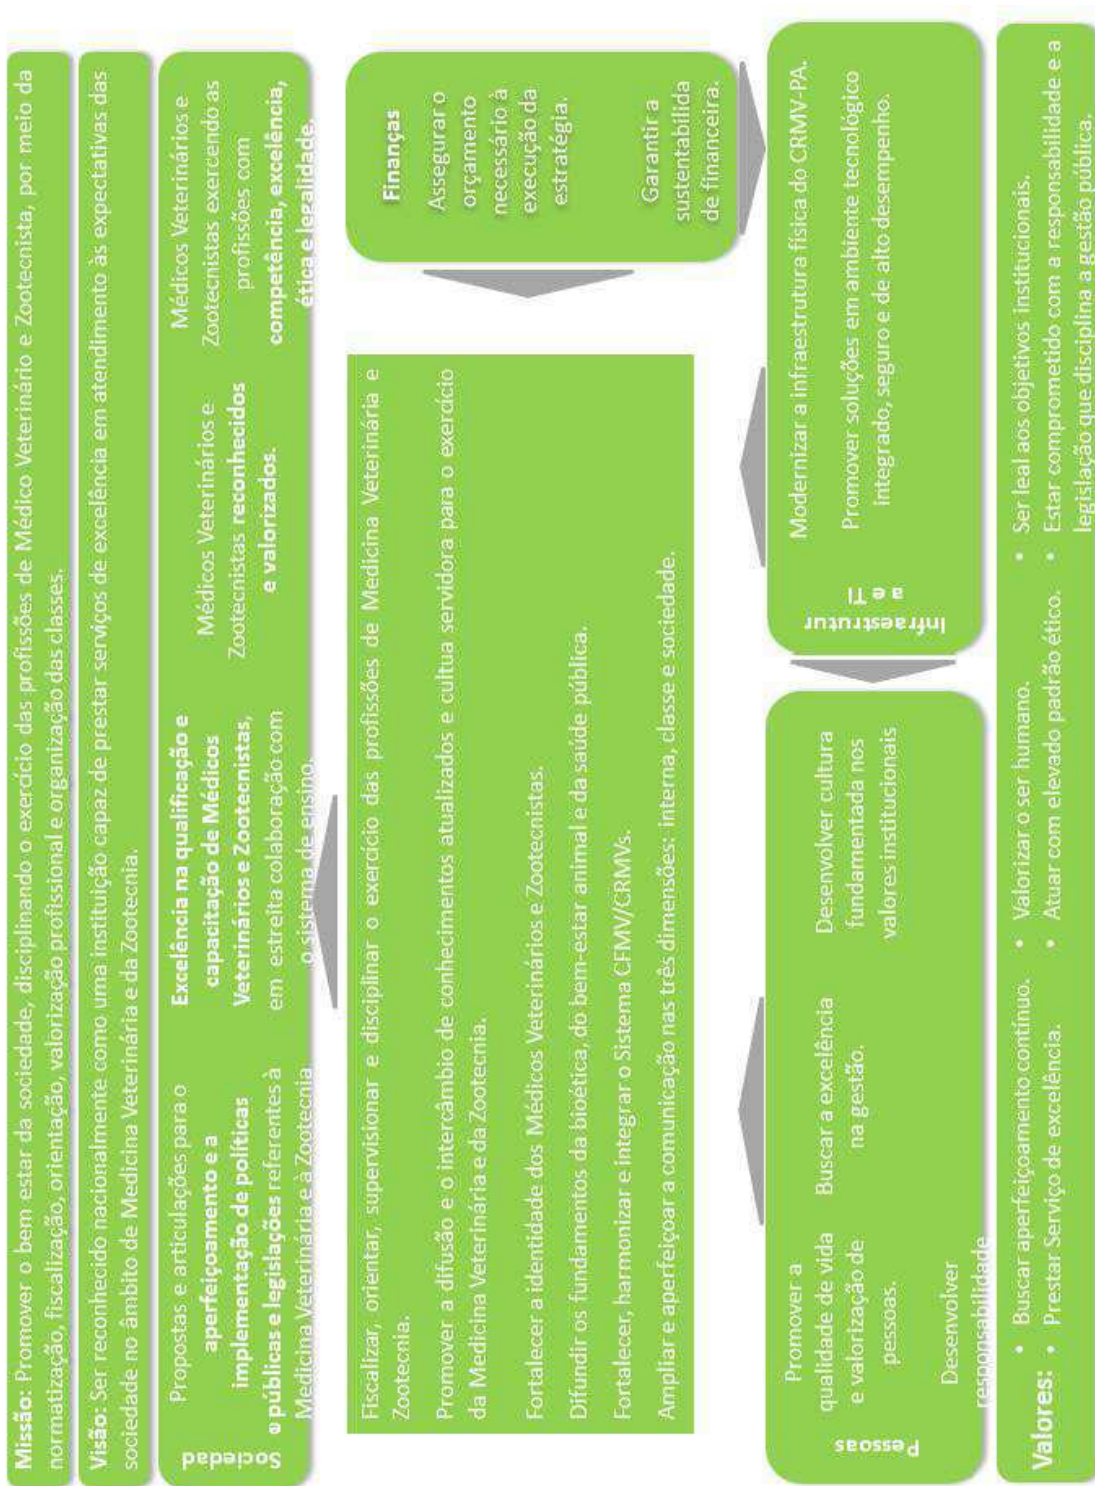 Missão: Promover o bem estar da sociedade, disciplinando o exercício das profissões de Médico Veterinário e Zootecnista, por meio da
normatização, fiscalização, orientação, valorização profissional e organização das classes.
Visão: Ser reconhecido nacionalmente como uma instituição capaz de prestar serviços de excelência em atendimento às expectativas das
sociedade no âmbito de Medicina Veterinária e da Zootecnia.
Sociedad
e
Propostas e articulações para o
aperfeiçoamento e a
implementação de políticas
públicas e legislações referentes à
Medicina Veterinária e à Zootecnia
Excelência na qualificação e
capacitação de Médicos
Veterinários e Zootecnistas,
em estreita colaboração com
o sistema de ensino.
Médicos Veterinários e
Zootecnistas reconhecidos
e valorizados.
Médicos Veterinários e
Zootecnistas exercendo as
profissões com
competência, excelência,
ética e legalidade.
Fiscalizar, orientar, supervisionar e disciplinar o exercício das profissões de Medicina Veterinária e
Zootecnia.
Promover a difusão e o intercâmbio de conhecimentos atualizados e cultua servidora para o exercício
da Medicina Veterinária e da Zootecnia.
Fortalecer a identidade dos Médicos Veterinários e Zootecnistas.
Difundir os fundamentos da bioética, do bem-estar animal e da saúde pública.
Fortalecer, harmonizar e integrar o Sistema CFMV/CRMVs.
Ampliar e aperfeiçoar a comunicação nas três dimensões: interna, classe e sociedade.
Finanças
Assegurar o
orçamento
necessário à
execução da
estratégia.
Garantir a
sustentabilida
de financeira.
Pessoas
Promover a
qualidade de vida
e valorização de
pessoas.
Desenvolver
responsabilidade
Buscar a excelência
na gestão.
Desenvolver cultura
fundamentada nos
valores institucionais
Infraestrutur
a e TI
Modernizar a infraestrutura física do CRMV-PA.
Promover soluções em ambiente tecnológico
integrado, seguro e de alto desempenho.
Valores:
• Buscar aperfeiçoamento contínuo.
• Prestar Serviço de excelência.
• Valorizar o ser humano.
• Atuar com elevado padrão ético.
• Ser leal aos objetivos institucionais.
• Estar comprometido com a responsabilidade e a
legislação que disciplina a gestão pública.